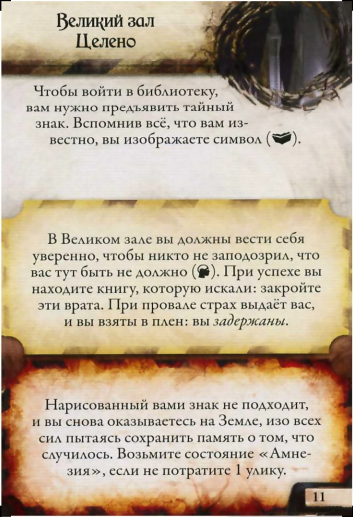 Великий зал
Целено
Чтобы войти в библиотеку,
вам нужно предъявить тайный
знак. Вспомнив всё, что вам из-
вестно, вы изображаете символ ( ).
В Великом зале вы должны вести себя
уверенно, чтобы никто не заподозрил, что
вас тут быть не должно ( ). При успехе вы
находите книгу, которую искали: закройте
эти врата. При провале страх выдаёт вас,
и вы взяты в плен: вы задержаны.
Нарисованный вами знак не подходит,
и вы снова оказываетесь на Земле, изо всех
сил пытаясь сохранить память о том, что
случилось. Возьмите состояние «Амне-
зия», если не потратите 1 улику.
11